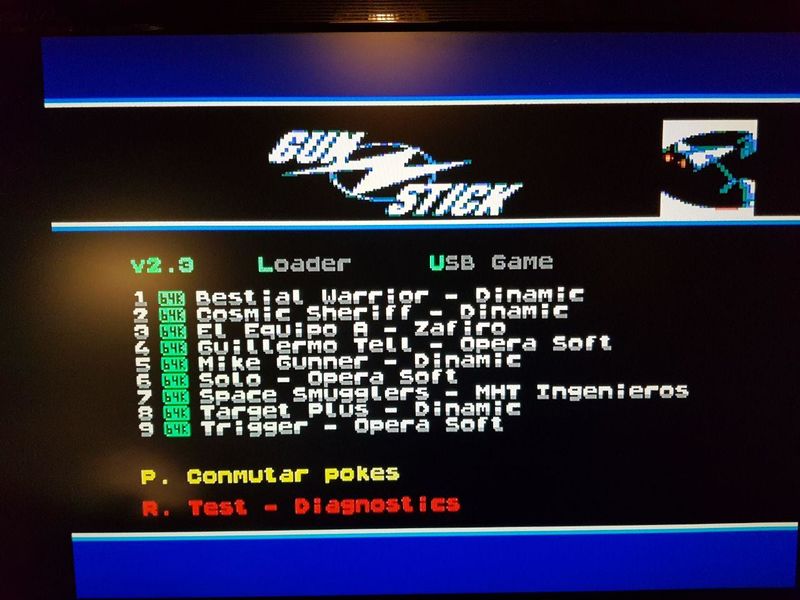 GUN
STICK
v2.3 Loader USB Game
1 64K Bestial Warrior - Dinamic
2 64K Cosmic Sheriff - Dinamic
3 64K El Equipo A - Zafiro
4 64K Guillermo Tell - Opera Soft
5 64K Mike Gunner - Dinamic
6 64K Solo - Opera Soft
7 64K Space Smugglers - MHT Ingenieros
8 64K Target Plus - Dinamic
9 64K Trigger - Opera Soft
P. Conmutar pokes
R. Test - Diagnostics